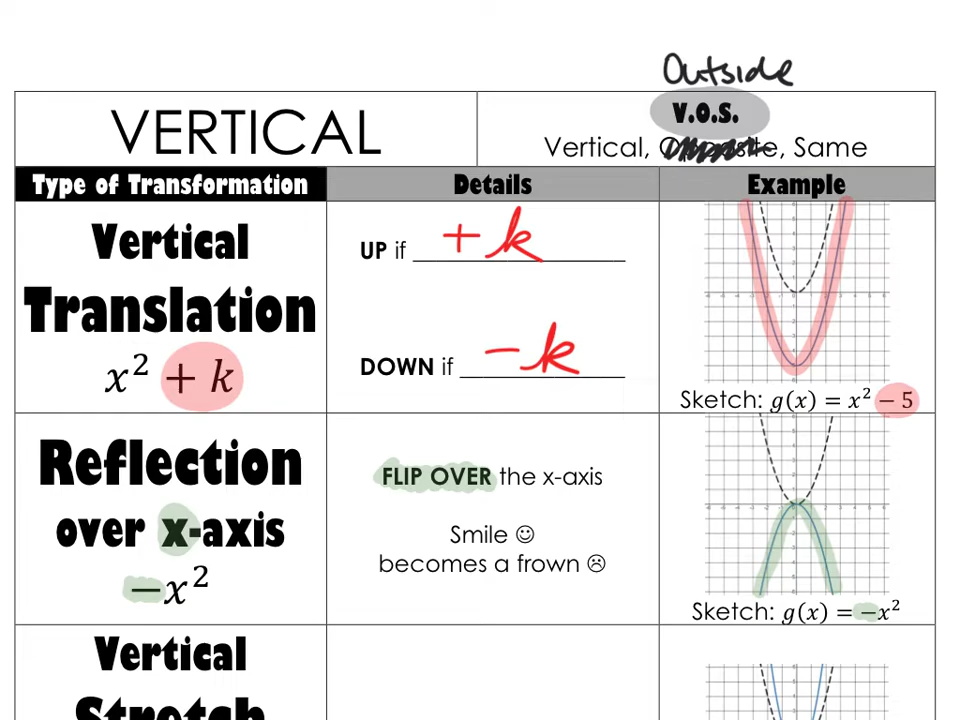 Outside
VERTICAL
V.O.S.
Vertical, Opposite, Same
Type of Transformation
Details
Example
Vertical
Translation
x² + k
UP if + k
DOWN if - k
Sketch: g(x) = x² − 5
Reflection
over x-axis
−x²
FLIP OVER the x-axis
Smile ☺
becomes a frown ☹
Sketch: g(x) = −x²
Vertical
Stretch